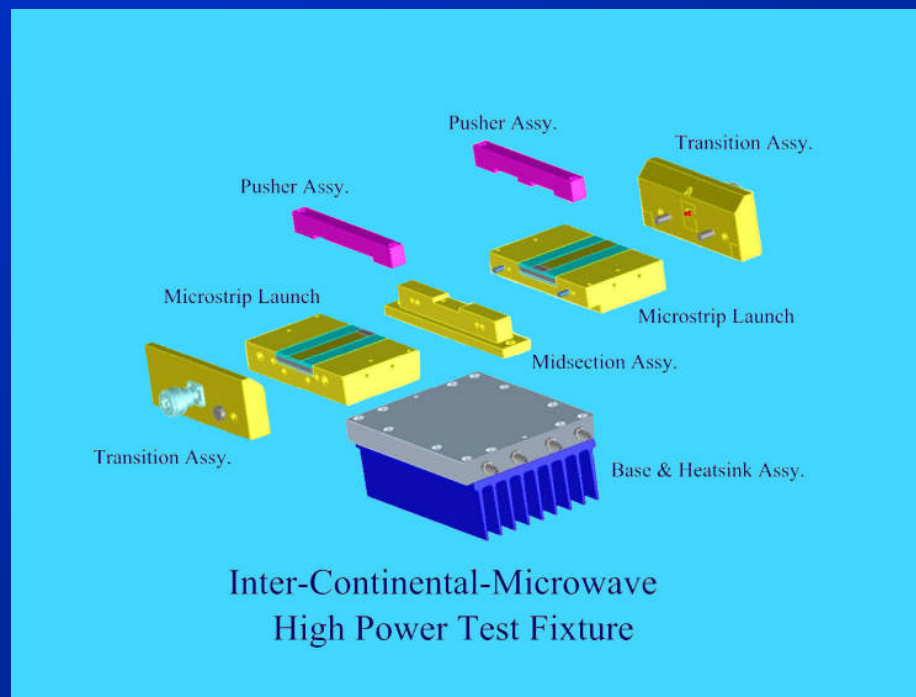 Pusher Assy.
Transition Assy.
Pusher Assy.
Microstrip Launch
Microstrip Launch
Midsection Assy.
Transition Assy.
Base & Heatsink Assy.
Inter-Continental-Microwave
High Power Test Fixture